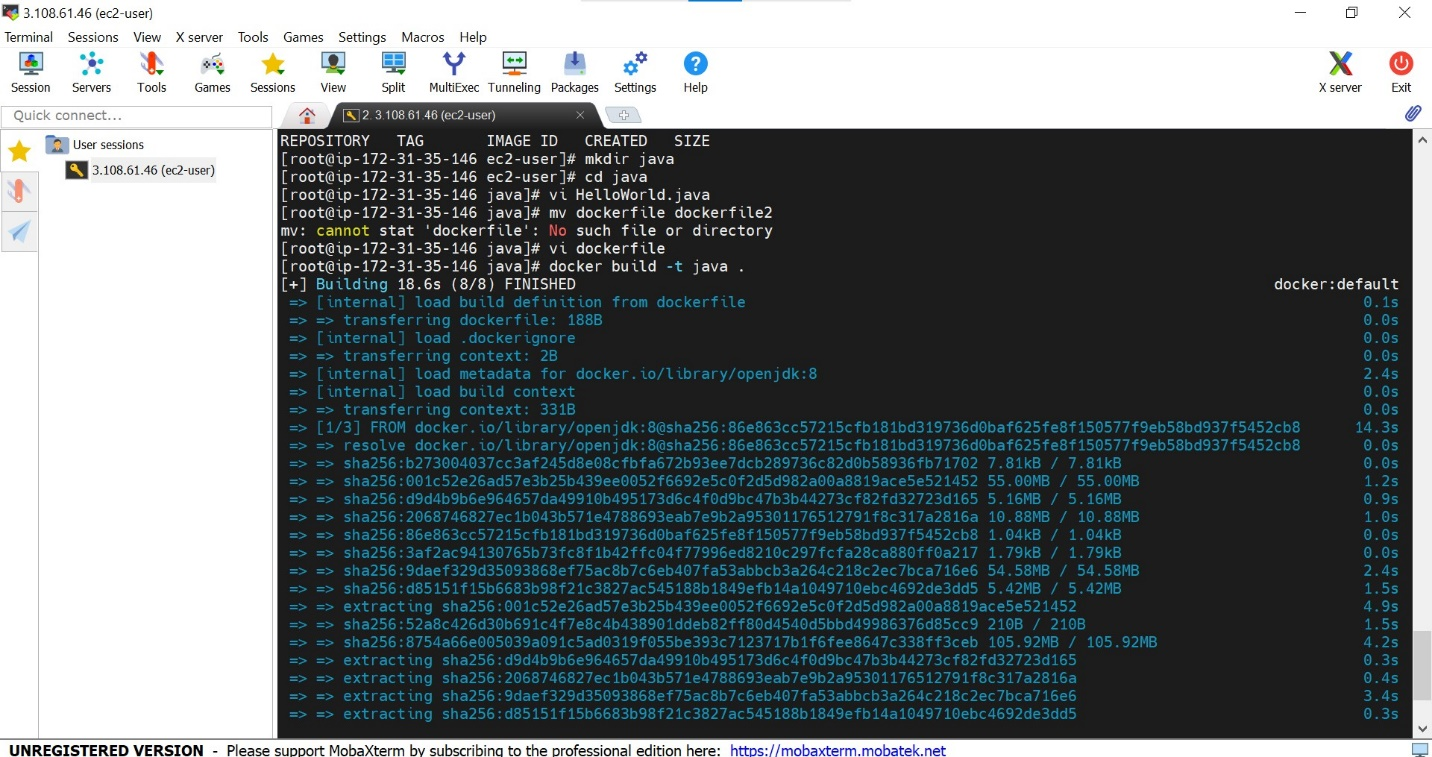 3.108.61.46 (ec2-user)
Terminal Sessions View X server Tools Games Settings Macros Help
Session Servers Tools Games Sessions View Split MultiExec Tunneling Packages Settings Help X server Exit
Quick connect...
2. 3.108.61.46 (ec2-user)
User sessions
3.108.61.46 (ec2-user)
REPOSITORY TAG IMAGE ID CREATED SIZE
[root@ip-172-31-35-146 ec2-user]# mkdir java
[root@ip-172-31-35-146 ec2-user]# cd java
[root@ip-172-31-35-146 java]# vi HelloWorld.java
[root@ip-172-31-35-146 java]# mv dockerfile dockerfile2
mv: cannot stat 'dockerfile': No such file or directory
[root@ip-172-31-35-146 java]# vi dockerfile
[root@ip-172-31-35-146 java]# docker build -t java .
[+] Building 18.6s (8/8) FINISHED docker:default
=> [internal] load build definition from dockerfile 0.1s
=> => transferring dockerfile: 188B 0.0s
=> [internal] load .dockerignore 0.0s
=> => transferring context: 2B 0.0s
=> [internal] load metadata for docker.io/library/openjdk:8 2.4s
=> [internal] load build context 0.0s
=> => transferring context: 331B 0.0s
=> [1/3] FROM docker.io/library/openjdk:8@sha256:86e863cc57215cfb181bd319736d0baf625fe8f150577f9eb58bd937f5452cb8 14.3s
=> => resolve docker.io/library/openjdk:8@sha256:86e863cc57215cfb181bd319736d0baf625fe8f150577f9eb58bd937f5452cb8 0.0s
=> => sha256:b273004037cc3af245d8e08cfbfa672b93ee7dcb289736c82d0b58936fb71702 7.81kB / 7.81kB 0.0s
=> => sha256:001c52e26ad57e3b25b439ee0052f6692e5c0f2d5d982a00a8819ace5e521452 55.00MB / 55.00MB 1.2s
=> => sha256:d9d4b9b6e964657da49910b495173d6c4f0d9bc47b3b44273cf82fd32723d165 5.16MB / 5.16MB 0.9s
=> => sha256:2068746827ec1b043b571e4788693eab7e9b2a95301176512791f8c317a2816a 10.88MB / 10.88MB 1.0s
=> => sha256:86e863cc57215cfb181bd319736d0baf625fe8f150577f9eb58bd937f5452cb8 1.04kB / 1.04kB 0.0s
=> => sha256:3af2ac94130765b73fc8f1b42ffc04f77996ed8210c297fcfa28ca880ff0a217 1.79kB / 1.79kB 0.0s
=> => sha256:9daef329d35093868ef75ac8b7c6eb407fa53abbcb3a264c218c2ec7bca716e6 54.58MB / 54.58MB 2.4s
=> => sha256:d85151f15b6683b98f21c3827ac545188b1849efb14a1049710ebc4692de3dd5 5.42MB / 5.42MB 1.5s
=> => extracting sha256:001c52e26ad57e3b25b439ee0052f6692e5c0f2d5d982a00a8819ace5e521452 4.9s
=> => sha256:52a8c426d30b691c4f7e8c4b438901ddeb82ff80d4540d5bbd49986376d85cc9 210B / 210B 1.5s
=> => sha256:8754a66e005039a091c5ad0319f055be393c7123717b1f6fee8647c338ff3ceb 105.92MB / 105.92MB 4.2s
=> => extracting sha256:d9d4b9b6e964657da49910b495173d6c4f0d9bc47b3b44273cf82fd32723d165 0.3s
=> => extracting sha256:2068746827ec1b043b571e4788693eab7e9b2a95301176512791f8c317a2816a 0.4s
=> => extracting sha256:9daef329d35093868ef75ac8b7c6eb407fa53abbcb3a264c218c2ec7bca716e6 3.4s
=> => extracting sha256:d85151f15b6683b98f21c3827ac545188b1849efb14a1049710ebc4692de3dd5 0.3s
UNREGISTERED VERSION - Please support MobaXterm by subscribing to the professional edition here: https://mobaxterm.mobatek.net